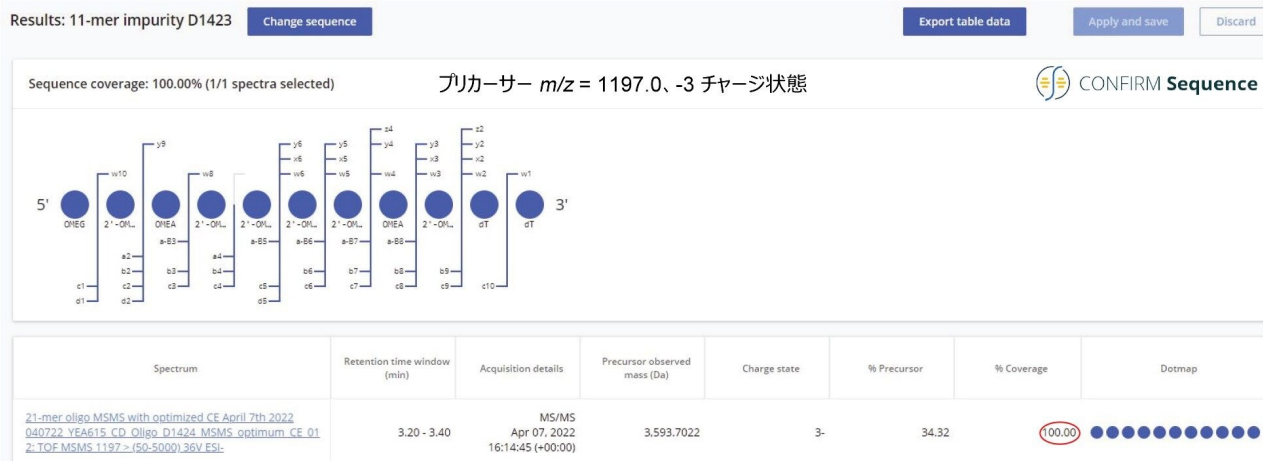 Results: 11-mer impurity D1423
Change sequence
Export table data
Apply and save
Discard
Sequence coverage: 100.00% (1/1 spectra selected)
プリカーサー m/z = 1197.0、-3 チャージ状態
CONFIRM Sequence
z4 z2
y9 y6 y5 y4 y3 y2
x6 x5 x3 x2
w10 w8 w6 w5 w4 w3 w2 w1
5' 3'
OMEG 2'-OM… OMEA 2'-OM… 2'-OM… 2'-OM… 2'-OM… OMEA 2'-OM… dT dT
a-B3 a-B5 a-B6 a-B7 a-B8
a2 a4
b2 b3 b4 b6 b7 b8 b9
c1 c2 c3 c4 c5 c6 c7 c8 c9 c10
d1 d2 d5
Spectrum
Retention time window
(min)
Acquisition details
Precursor observed
mass (Da)
Charge state
% Precursor
% Coverage
Dotmap
21-mer oligo MSMS with optimized CE April 7th 2022
040722_YEA615_CD_Oligo_D1424_MSMS_optimum_CE_01
2: TOF MSMS 1197 > (50-5000) 36V ESI-
3.20 - 3.40
MS/MS
Apr 07, 2022
16:14:45 (+00:00)
3,593.7022
3-
34.32
100.00